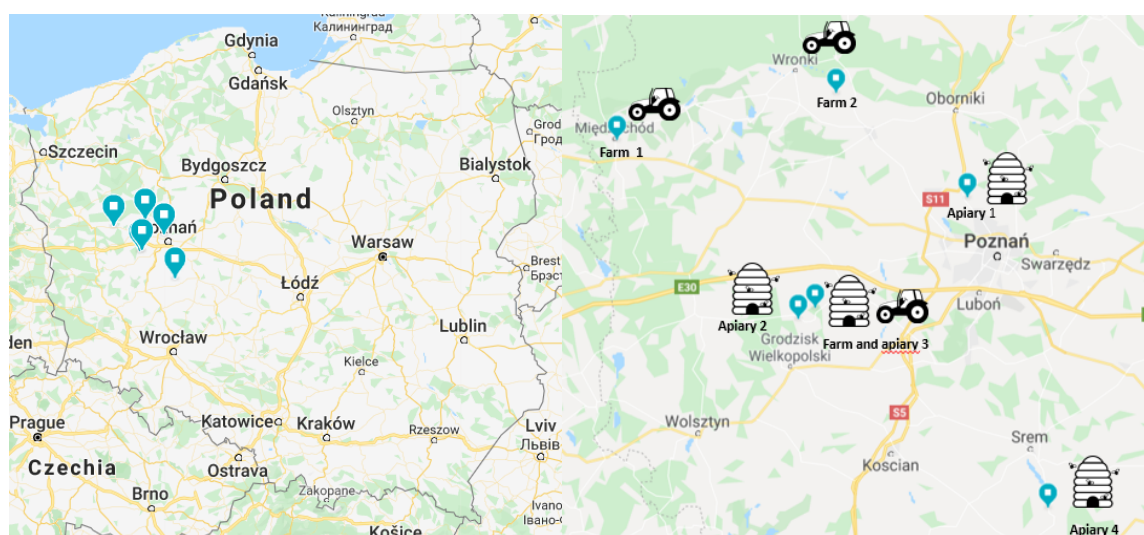 Kaliningrad
Калининград
Gdynia
Gdańsk
Olsztyn
Szczecin
Bydgoszcz
Bialystok
Poland
Warsaw
Brest
Łódź
Wrocław
Lublin
Kielce
Prague
Katowice
Kraków
Rzeszow
Lviv
Львів
Czechia
Ostrava
Brno
Zakopane
Košice
Wronki
Farm 2
Oborniki
Farm 1
S11
Apiary 1
Poznań
Swarzędz
E30
Luboń
Apiary 2
Grodzisk
Wielkopolski
Farm and apiary 3
S5
Wolsztyn
Koscian
Srem
Apiary 4